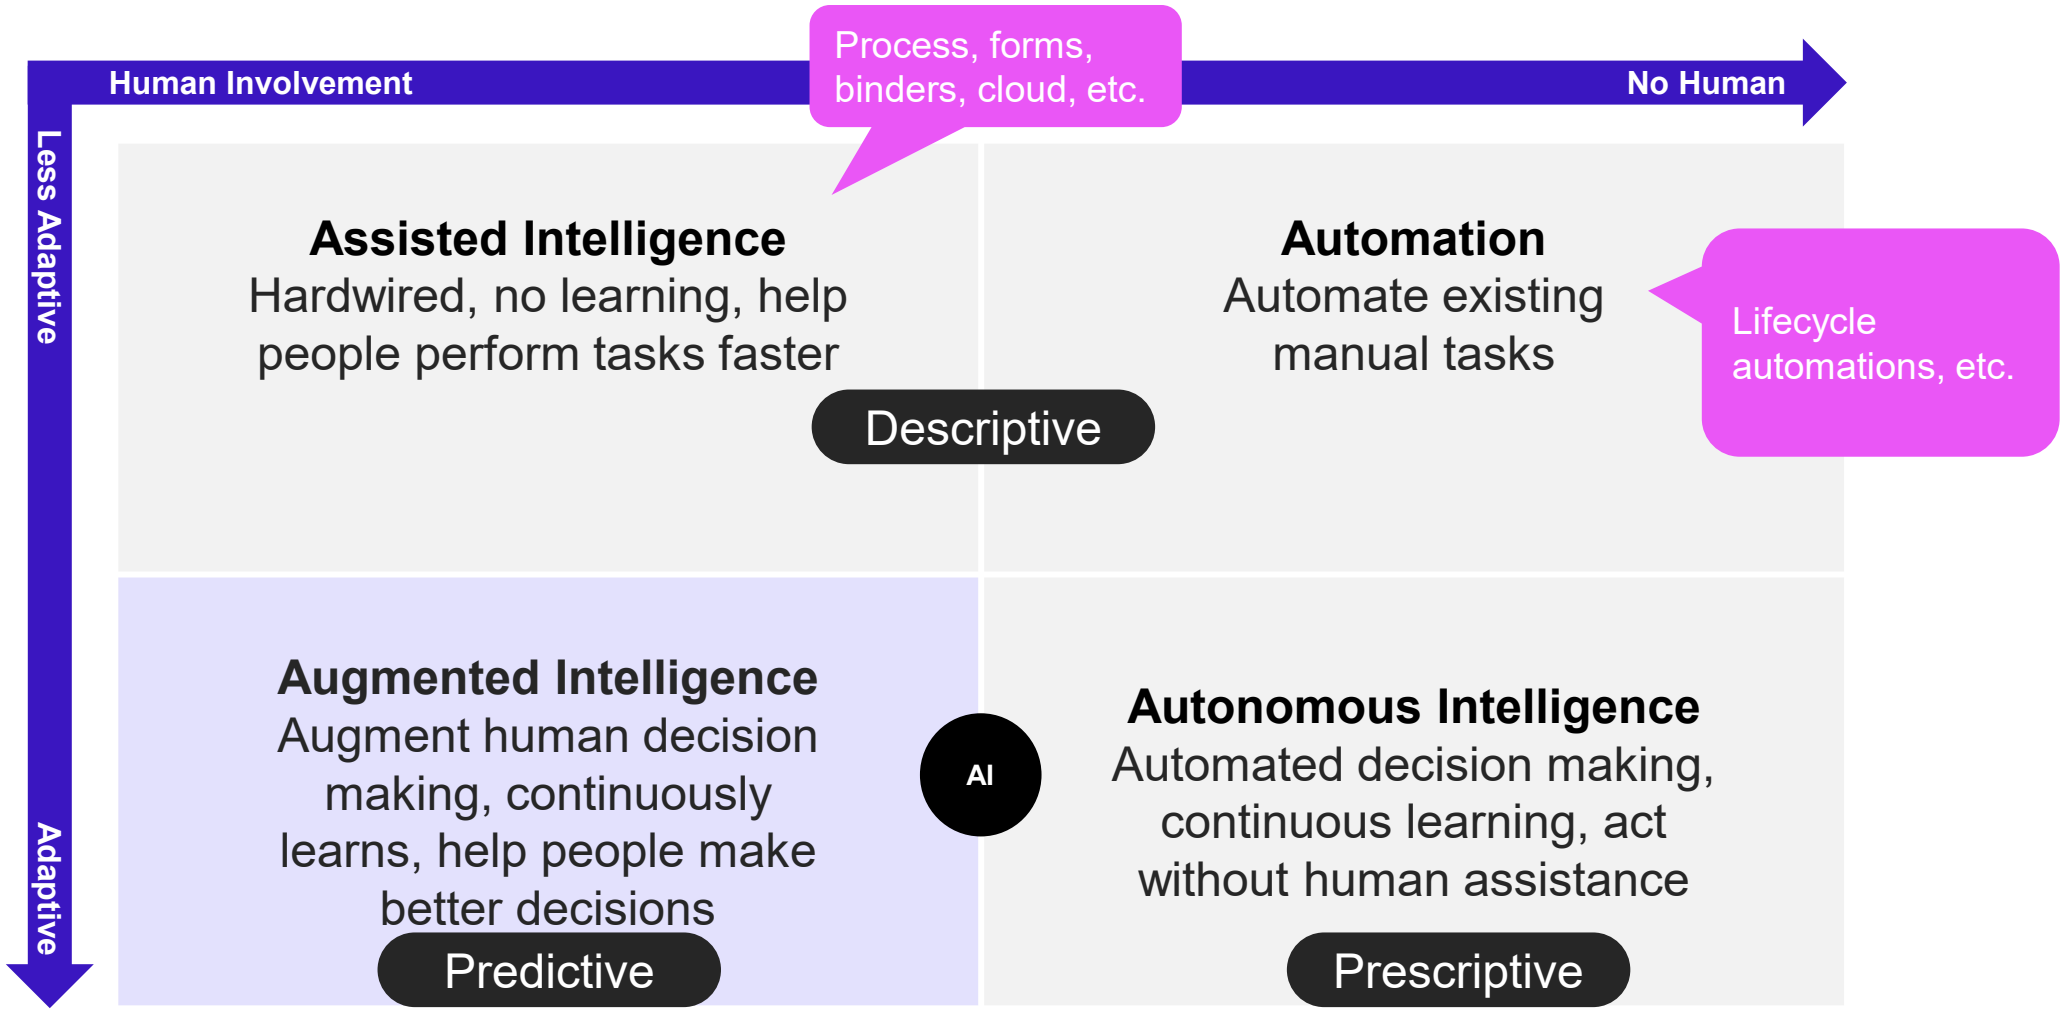 Process, forms,
binders, cloud, etc.
Human Involvement
No Human
Less Adaptive
Adaptive
Assisted Intelligence
Hardwired, no learning, help
people perform tasks faster
Automation
Automate existing
manual tasks
Lifecycle
automations, etc.
Descriptive
Augmented Intelligence
Augment human decision
making, continuously
learns, help people make
better decisions
Predictive
AI
Autonomous Intelligence
Automated decision making,
continuous learning, act
without human assistance
Prescriptive